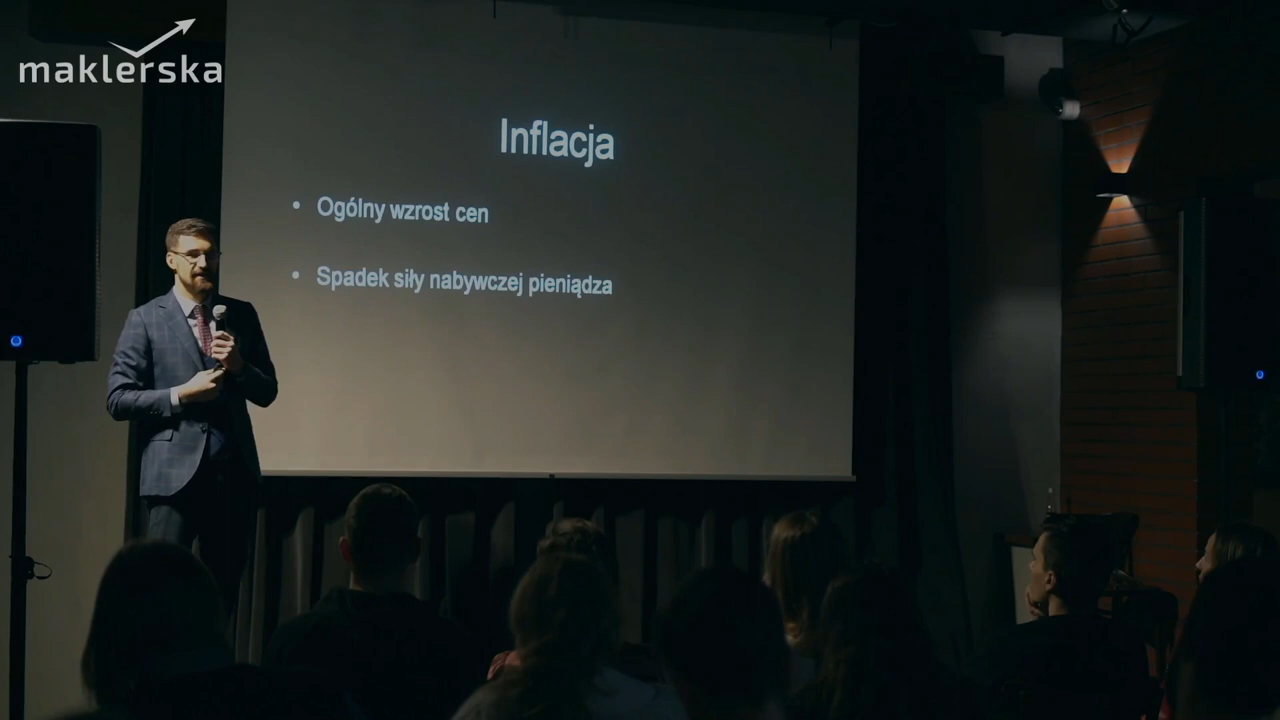 maklerska
Inflacja
• Ogólny wzrost cen
• Spadek siły nabywczej pieniądza